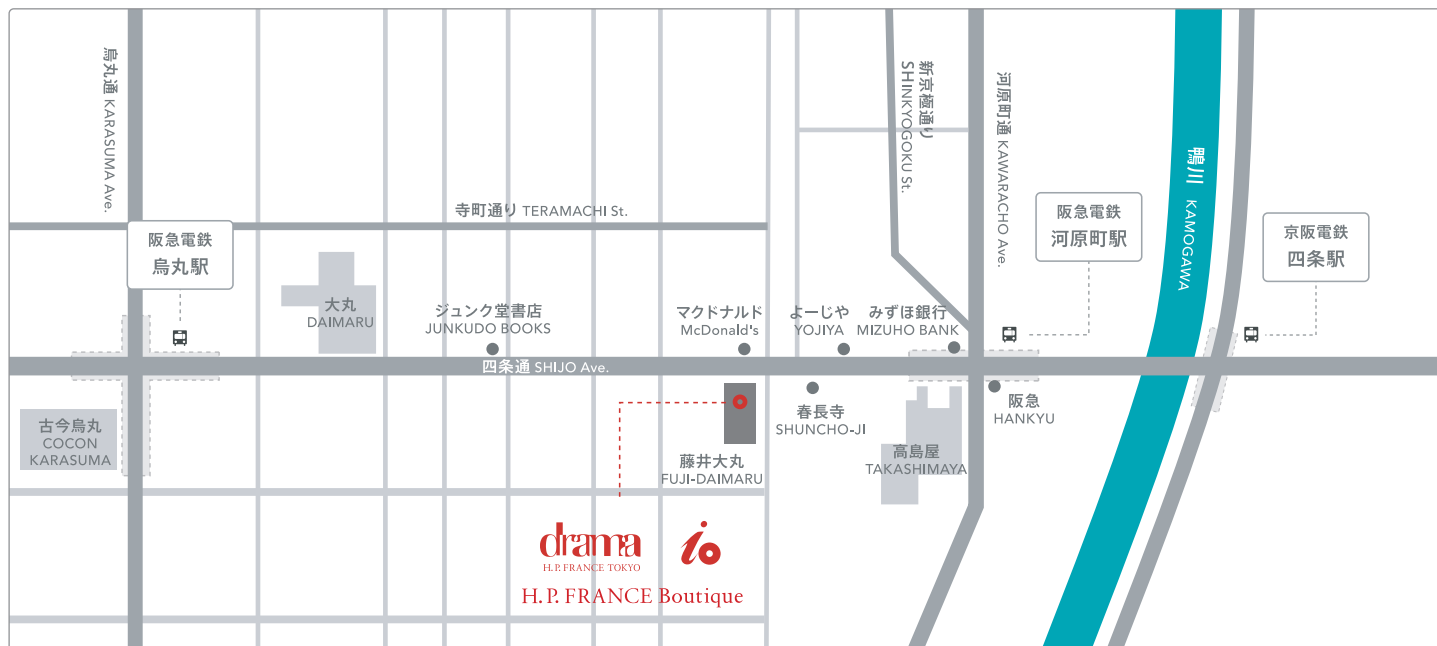 烏丸通 KARASUMA Ave.
新京極通り
SHINKYOGOKU St.
河原町通 KAWARACHO Ave.
鴨川 KAMOGAWA
寺町通り TERAMACHI St.
阪急電鉄
烏丸駅
阪急電鉄
河原町駅
京阪電鉄
四条駅
大丸
DAIMARU
ジュンク堂書店
JUNKUDO BOOKS
マクドナルド
McDonald's
よーじや
YOJIYA
みずほ銀行
MIZUHO BANK
四条通 SHIJO Ave.
古今烏丸
COCON
KARASUMA
春長寺
SHUNCHO-JI
阪急
HANKYU
藤井大丸
FUJI-DAIMARU
高島屋
TAKASHIMAYA
drama
H.P. FRANCE TOKYO
io
H.P. FRANCE Boutique